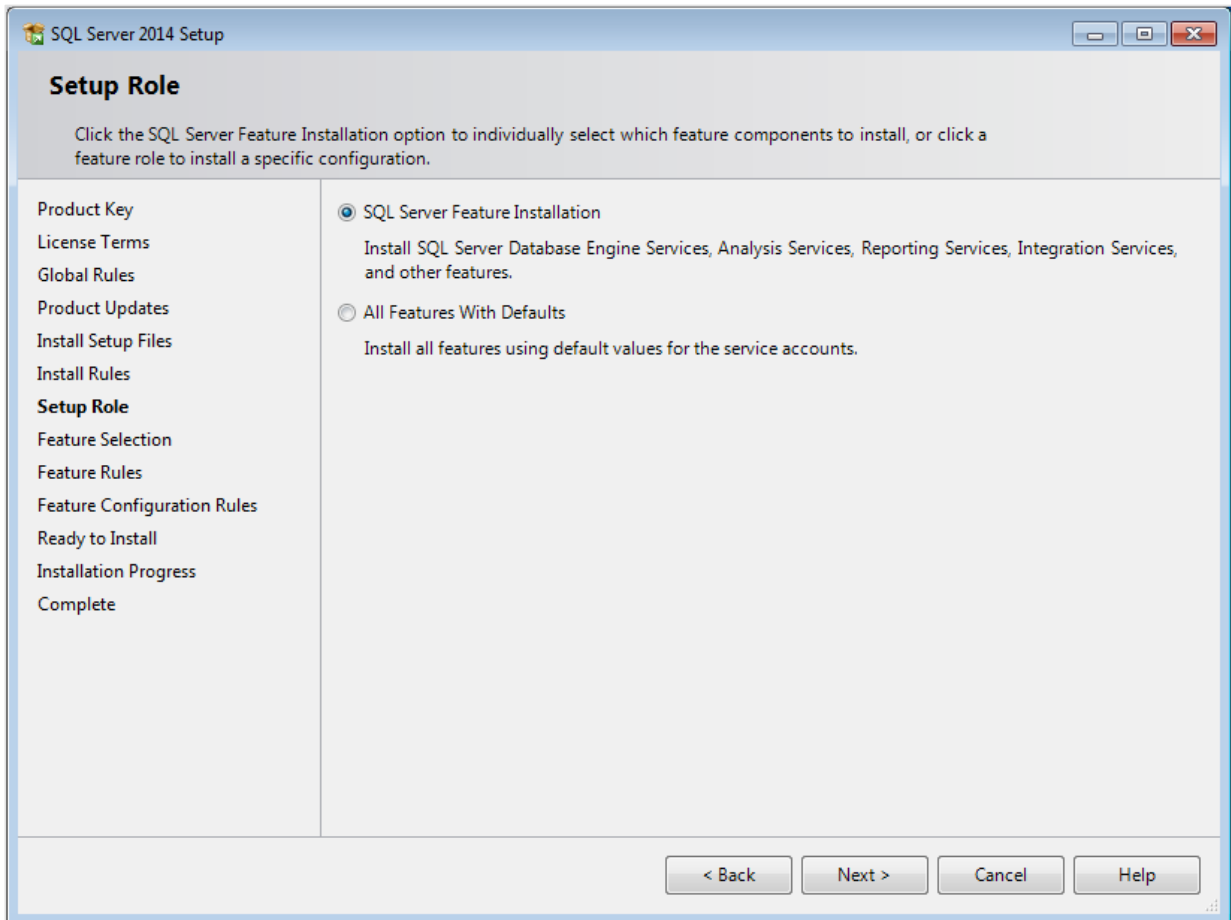 SQL Server 2014 Setup
Setup Role
Click the SQL Server Feature Installation option to individually select which feature components to install, or click a
feature role to install a specific configuration.
Product Key
License Terms
Global Rules
Product Updates
Install Setup Files
Install Rules
Setup Role
Feature Selection
Feature Rules
Feature Configuration Rules
Ready to Install
Installation Progress
Complete
SQL Server Feature Installation
Install SQL Server Database Engine Services, Analysis Services, Reporting Services, Integration Services,
and other features.
All Features With Defaults
Install all features using default values for the service accounts.
< Back
Next >
Cancel
Help